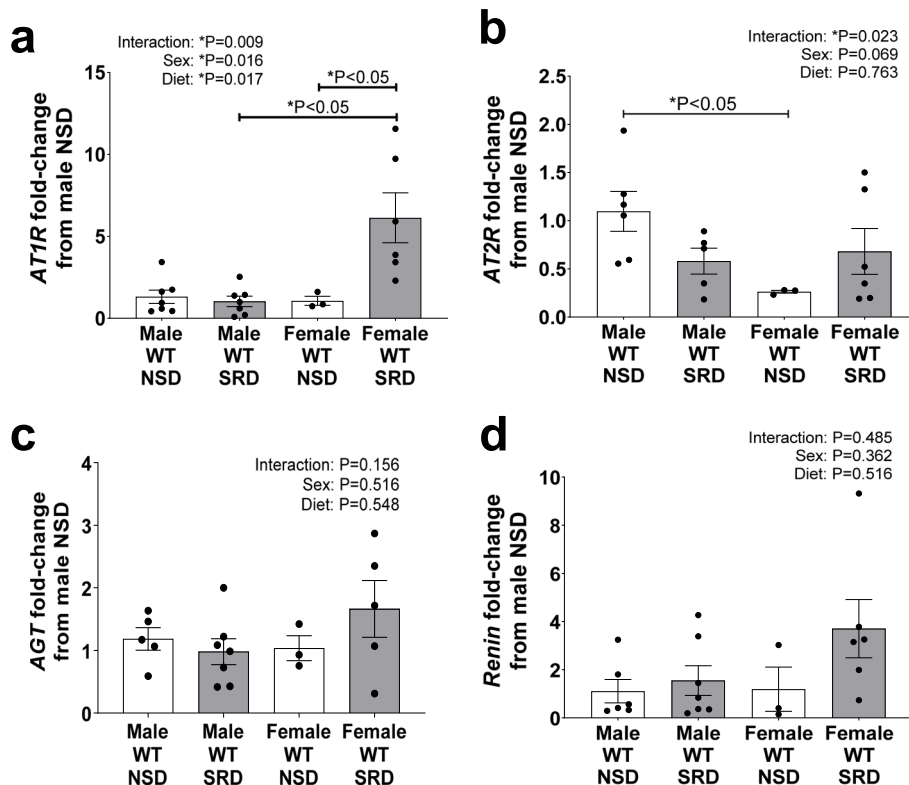 a
Interaction: *P=0.009
Sex: *P=0.016
Diet: *P=0.017
*P<0.05
*P<0.05
AT1R fold-change
from male NSD
15
10
5
0
Male
WT
NSD
Male
WT
SRD
Female
WT
NSD
Female
WT
SRD
b
Interaction: *P=0.023
Sex: P=0.069
Diet: P=0.763
*P<0.05
AT2R fold-change
from male NSD
2.5
2.0
1.5
1.0
0.5
0.0
Male
WT
NSD
Male
WT
SRD
Female
WT
NSD
Female
WT
SRD
c
Interaction: P=0.156
Sex: P=0.516
Diet: P=0.548
AGT fold-change
from male NSD
4
3
2
1
0
Male
WT
NSD
Male
WT
SRD
Female
WT
NSD
Female
WT
SRD
d
Interaction: P=0.485
Sex: P=0.362
Diet: P=0.516
Renin fold-change
from male NSD
10
8
6
4
2
0
Male
WT
NSD
Male
WT
SRD
Female
WT
NSD
Female
WT
SRD